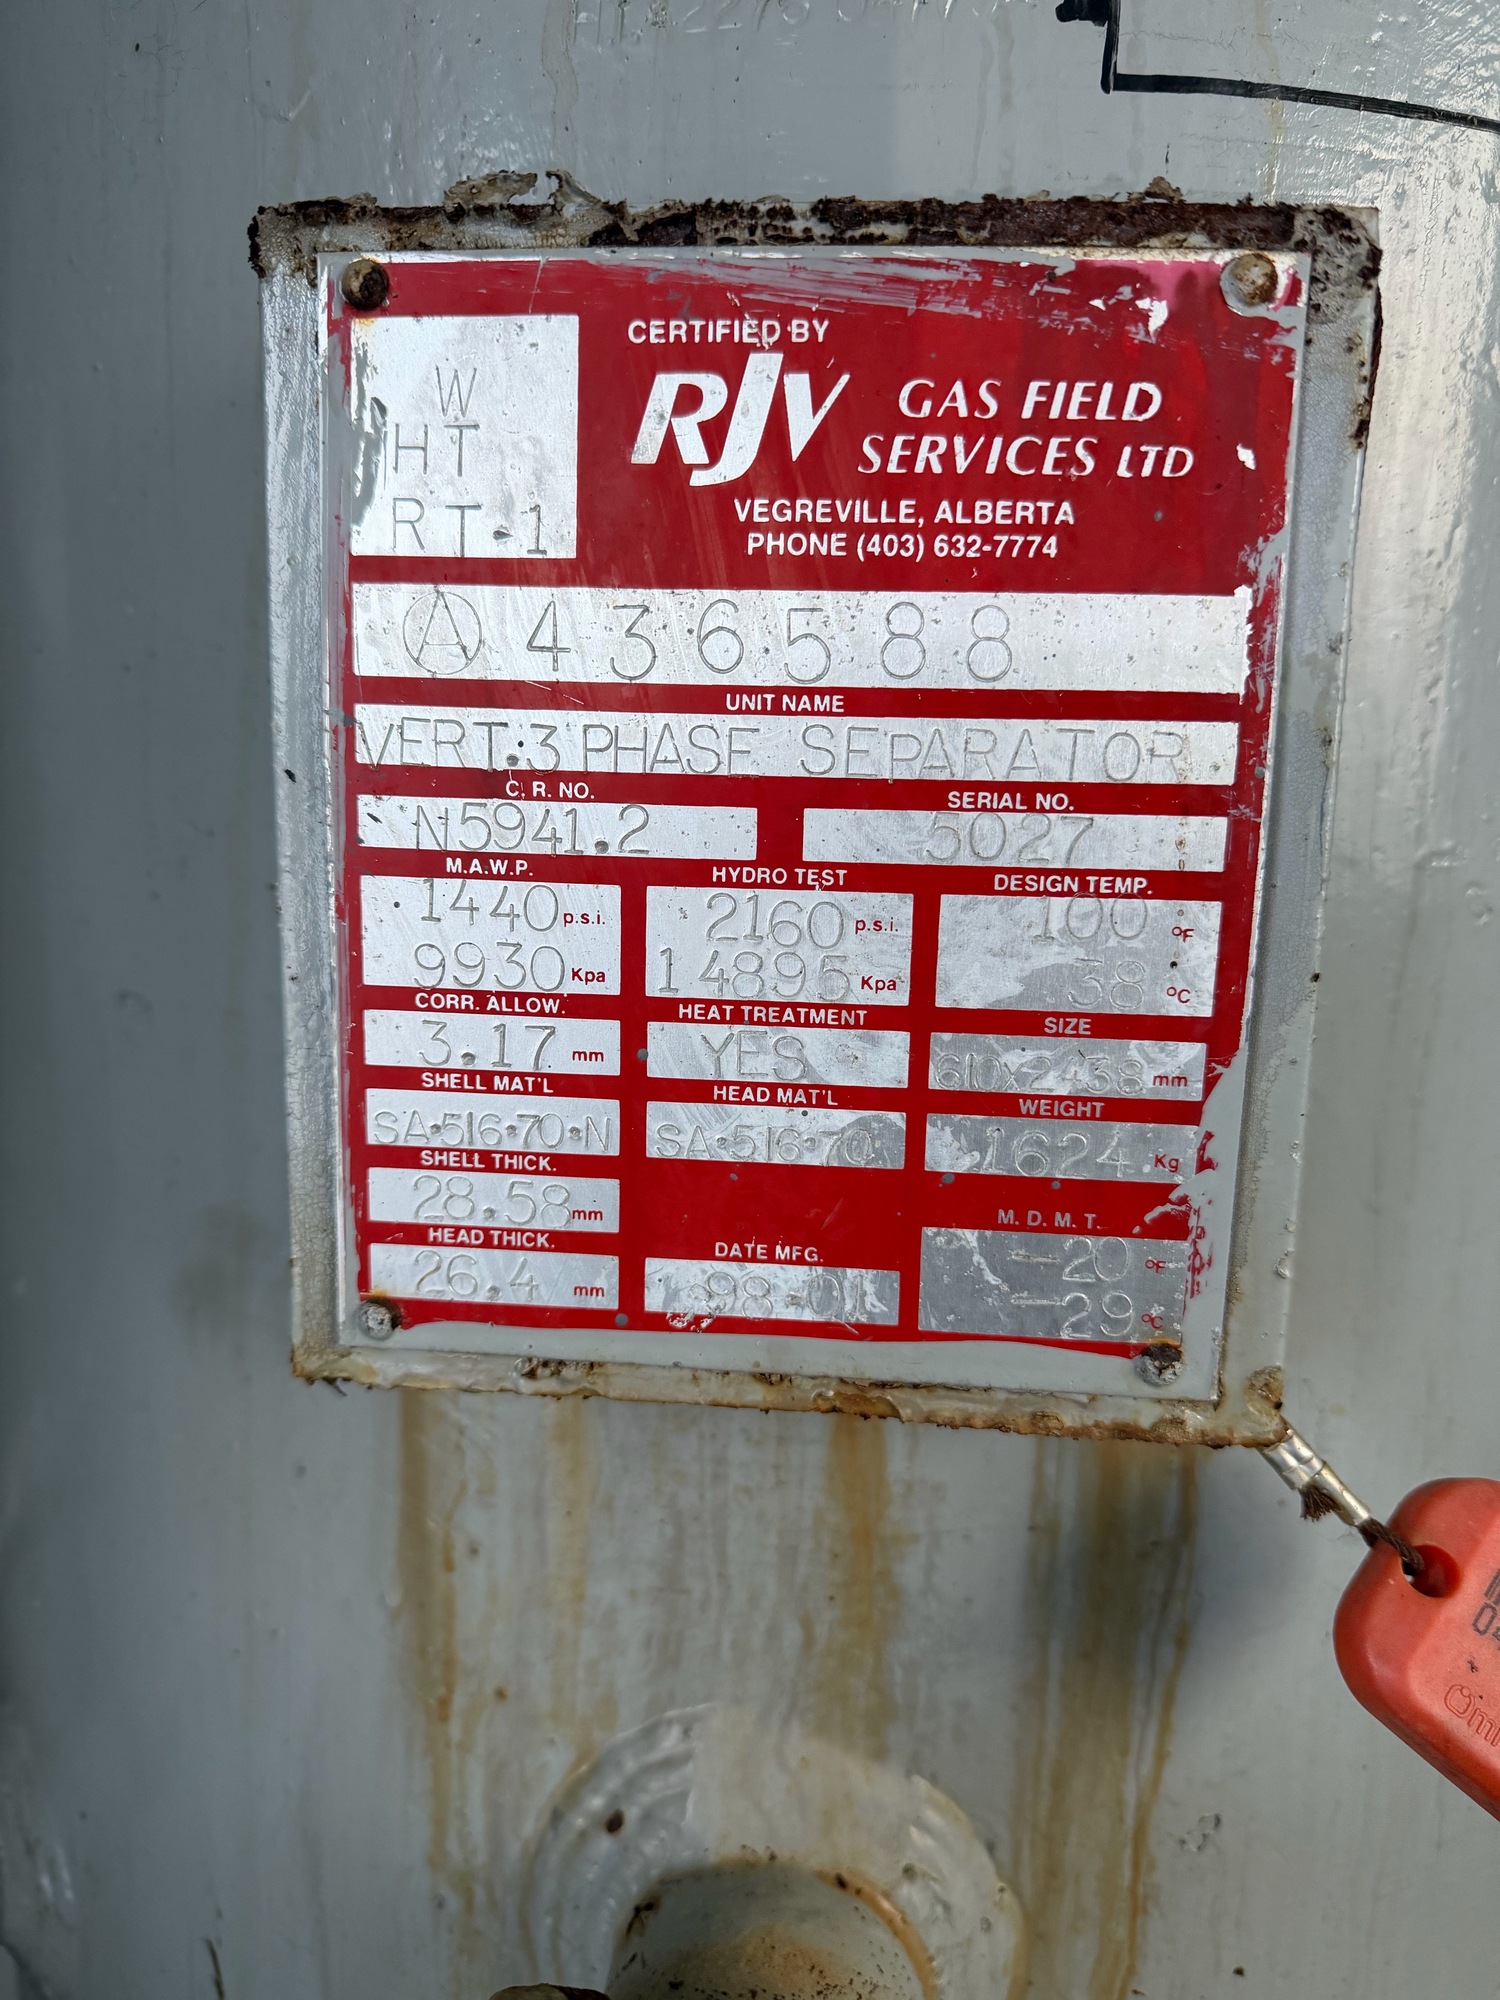 W
HT
RT-1
CERTIFIED BY
RJV GAS FIELD
SERVICES LTD
VEGREVILLE, ALBERTA
PHONE (403) 632-7774
Ⓐ 436588
UNIT NAME
VERT. 3 PHASE SEPARATOR
C. R. NO. SERIAL NO.
N5941.2 5027
M.A.W.P. HYDRO TEST DESIGN TEMP.
1440 p.s.i. 2160 p.s.i. 100 °F
9930 Kpa 14895 Kpa 38 °C
CORR. ALLOW. HEAT TREATMENT SIZE
3.17 mm YES 610x2438 mm
SHELL MAT'L HEAD MAT'L WEIGHT
SA·516·70·N SA·516·70 1624 Kg
SHELL THICK.
28.58 mm
M. D. M. T.
HEAD THICK. DATE MFG. -20 °F
26.4 mm 98-01 -29 °C